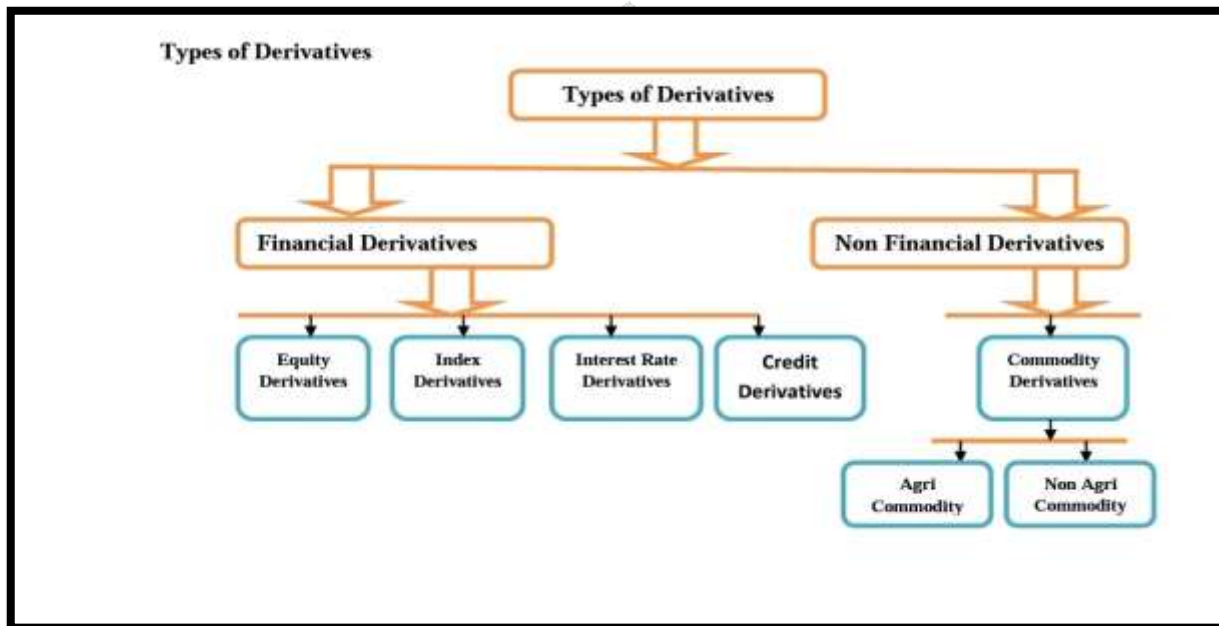 Types of Derivatives
Types of Derivatives
Financial Derivatives
Non Financial Derivatives
Equity
Derivatives
Index
Derivatives
Interest Rate
Derivatives
Credit
Derivatives
Commodity
Derivatives
Agri
Commodity
Non Agri
Commodity